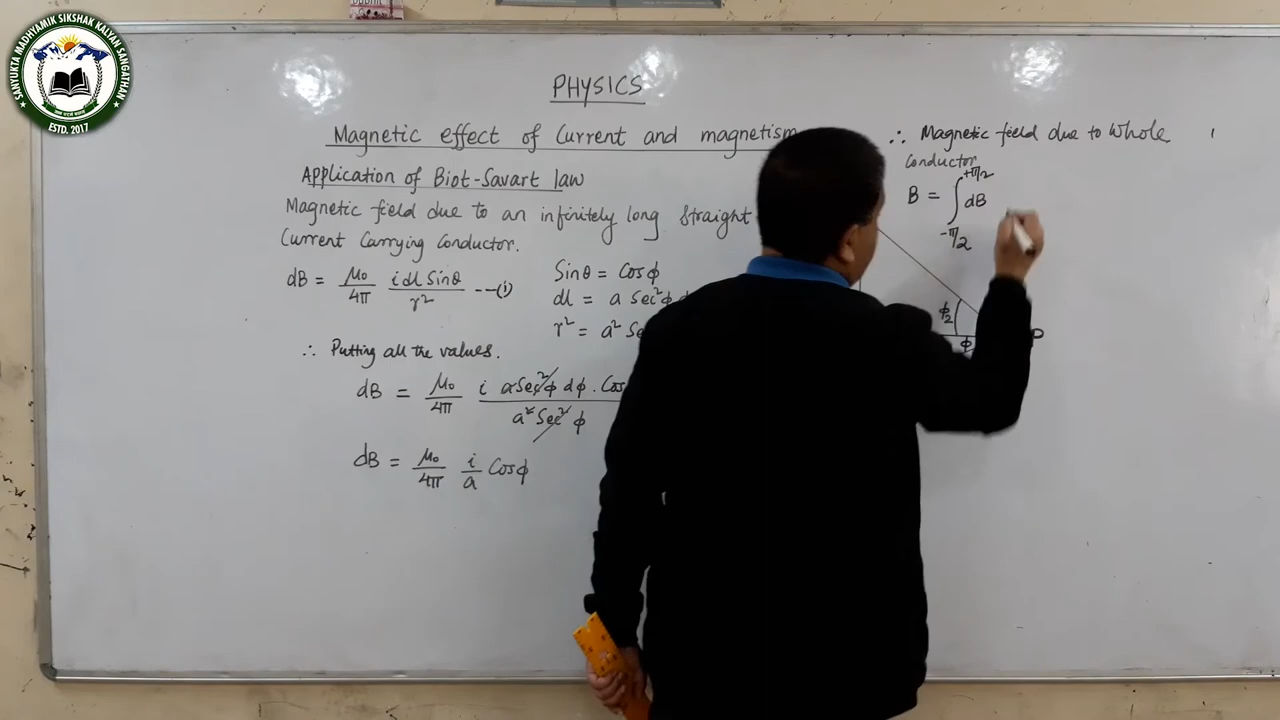 SANYUKTA MADHYAMIK SIKSHAK KALYAN SANGATHAN
ESTD. 2017
PHYSICS
Magnetic effect of Current and magnetism
Application of Biot-Savart law
Magnetic field due to an infinitely long Straight
Current Carrying Conductor.
dB = μ₀/4π i dl Sinθ/r² --- (i)
Sinθ = Cosϕ
dl = a Sec²ϕ d
r² = a² Se
∴ Putting all the values.
dB = μ₀/4π i a Sec²ϕ dϕ . Cos/a² Sec²ϕ
dB = μ₀/4π i/a Cosϕ
∴ Magnetic field due to Whole
Conductor
B = ∫ dB
+π/2
-π/2
ϕ₂
ϕ
P